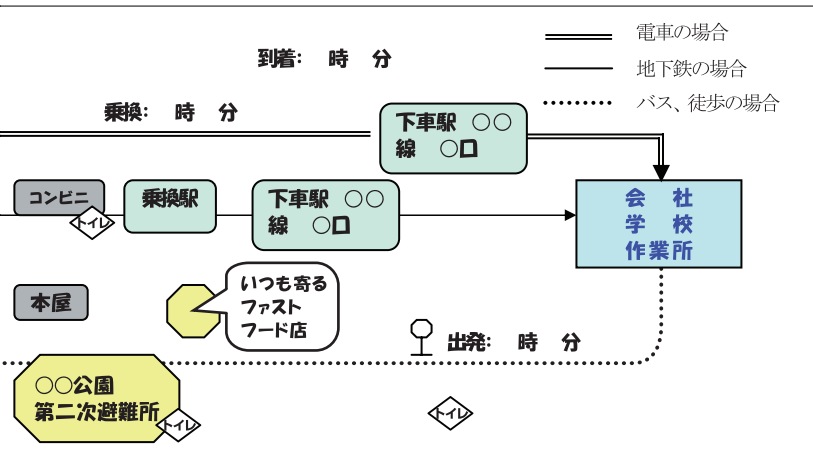 電車の場合
到着: 時 分
地下鉄の場合
バス、徒歩の場合
乗換: 時 分
下車駅 ○○
線 ○口
コンビニ
トイレ
乗換駅
下車駅 ○○
線 ○口
会 社
学 校
作業所
本屋
いつも寄る
ファスト
フード店
出発: 時 分
○○公園
第二次避難所
トイレ
トイレ